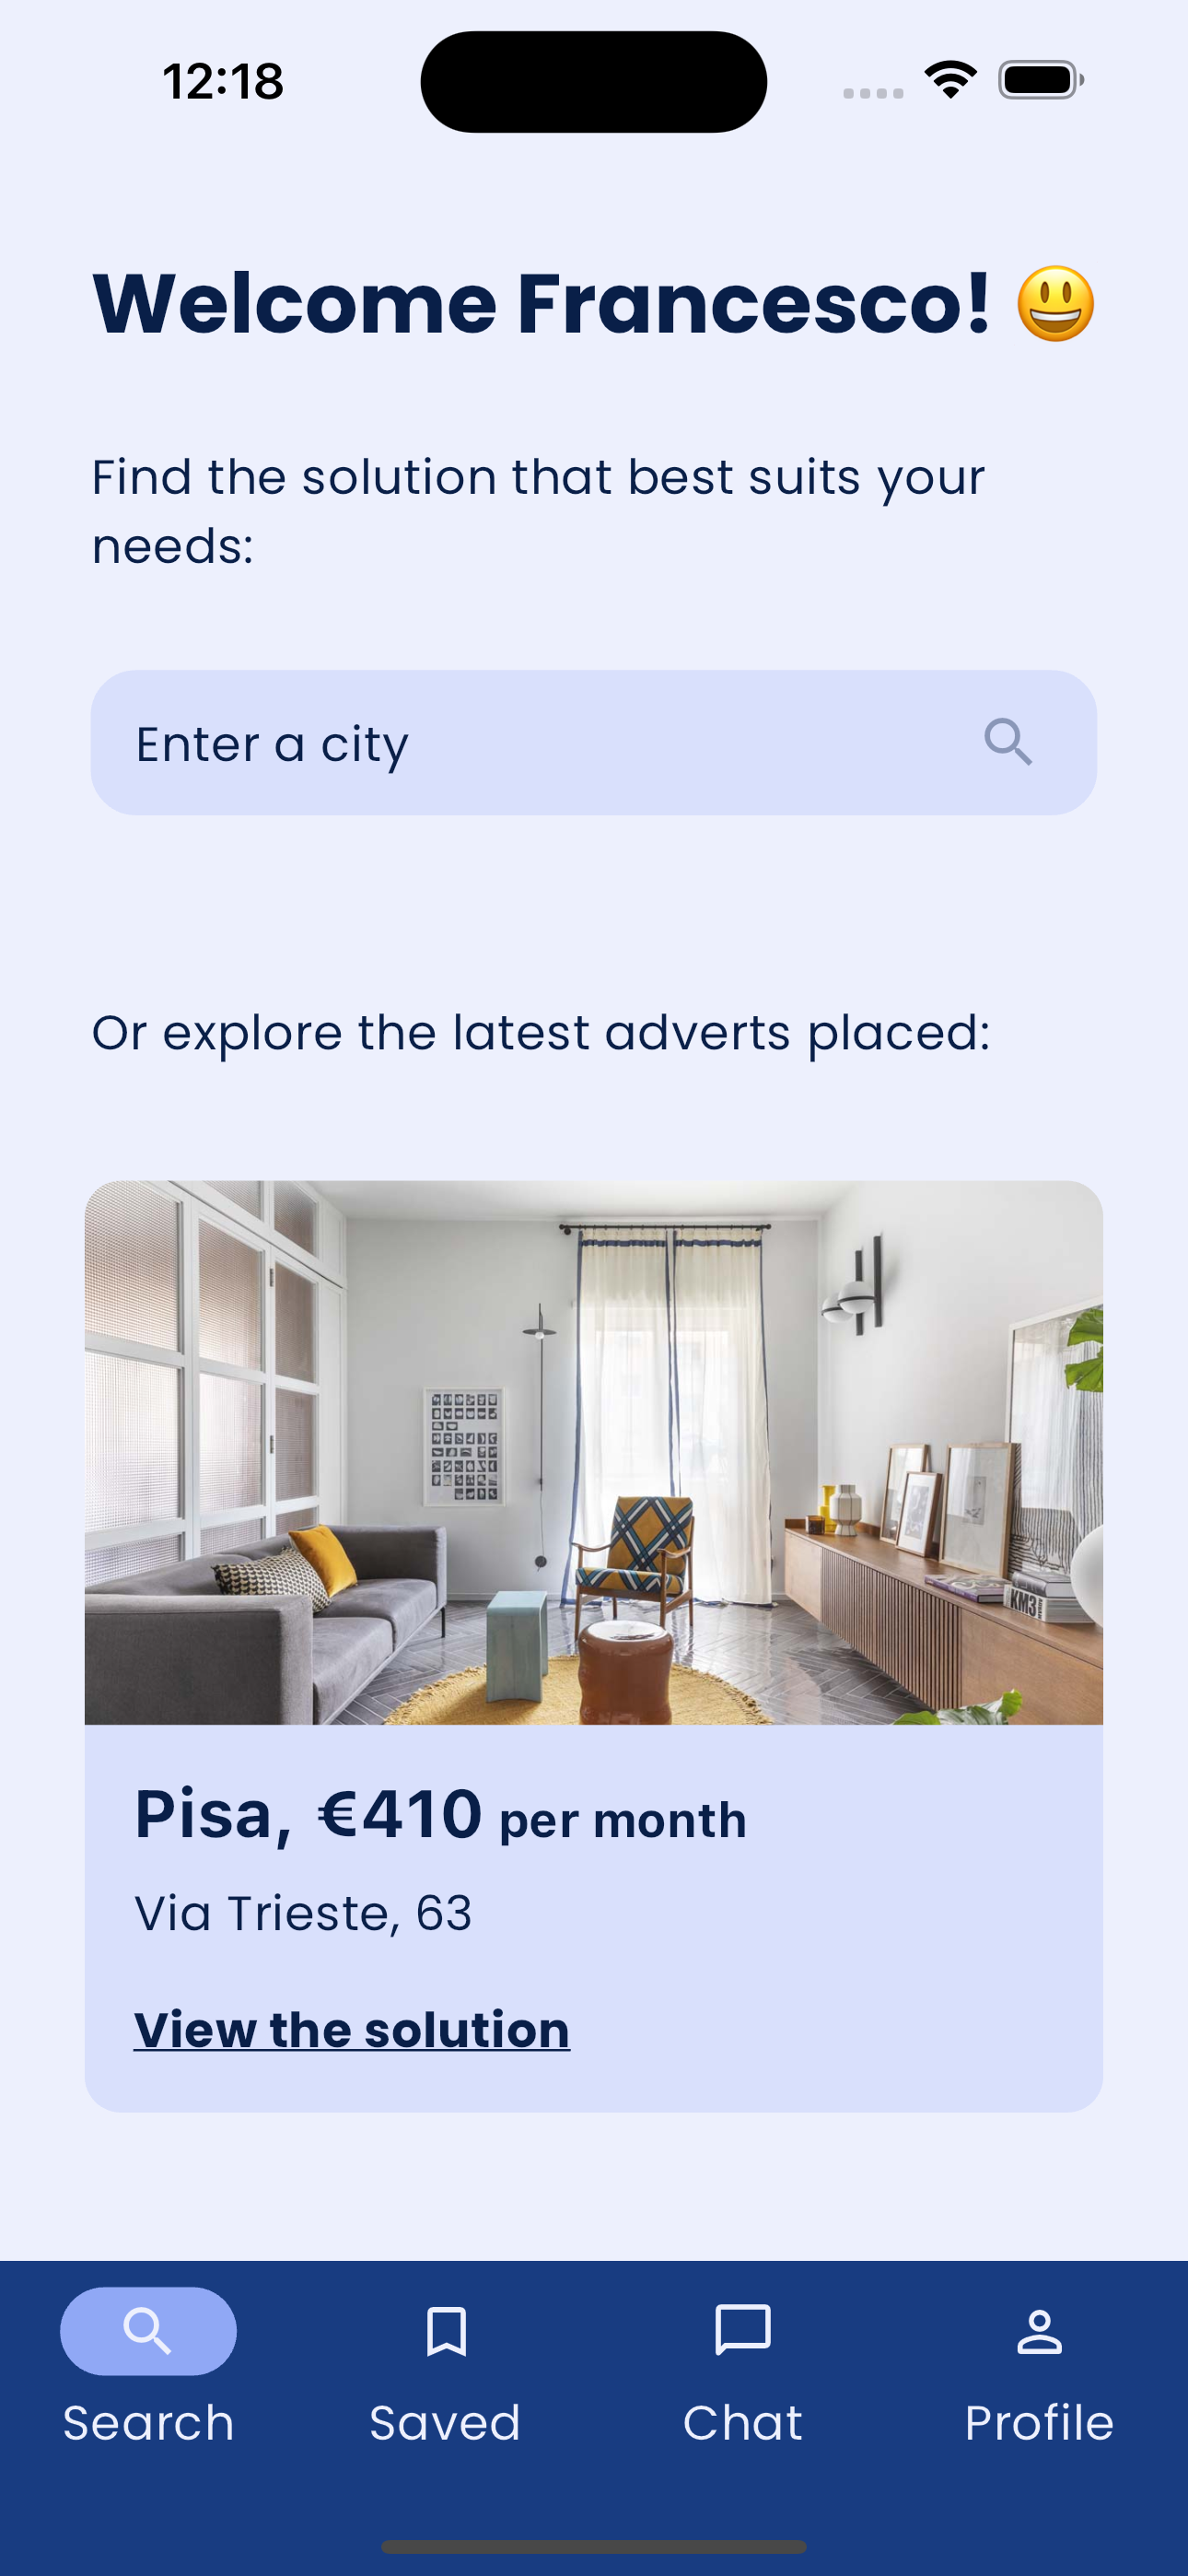 12:18
Welcome Francesco! 😃
Find the solution that best suits your
needs:
Enter a city
Or explore the latest adverts placed:
KM3
Pisa, €410 per month
Via Trieste, 63
View the solution
Search
Saved
Chat
Profile